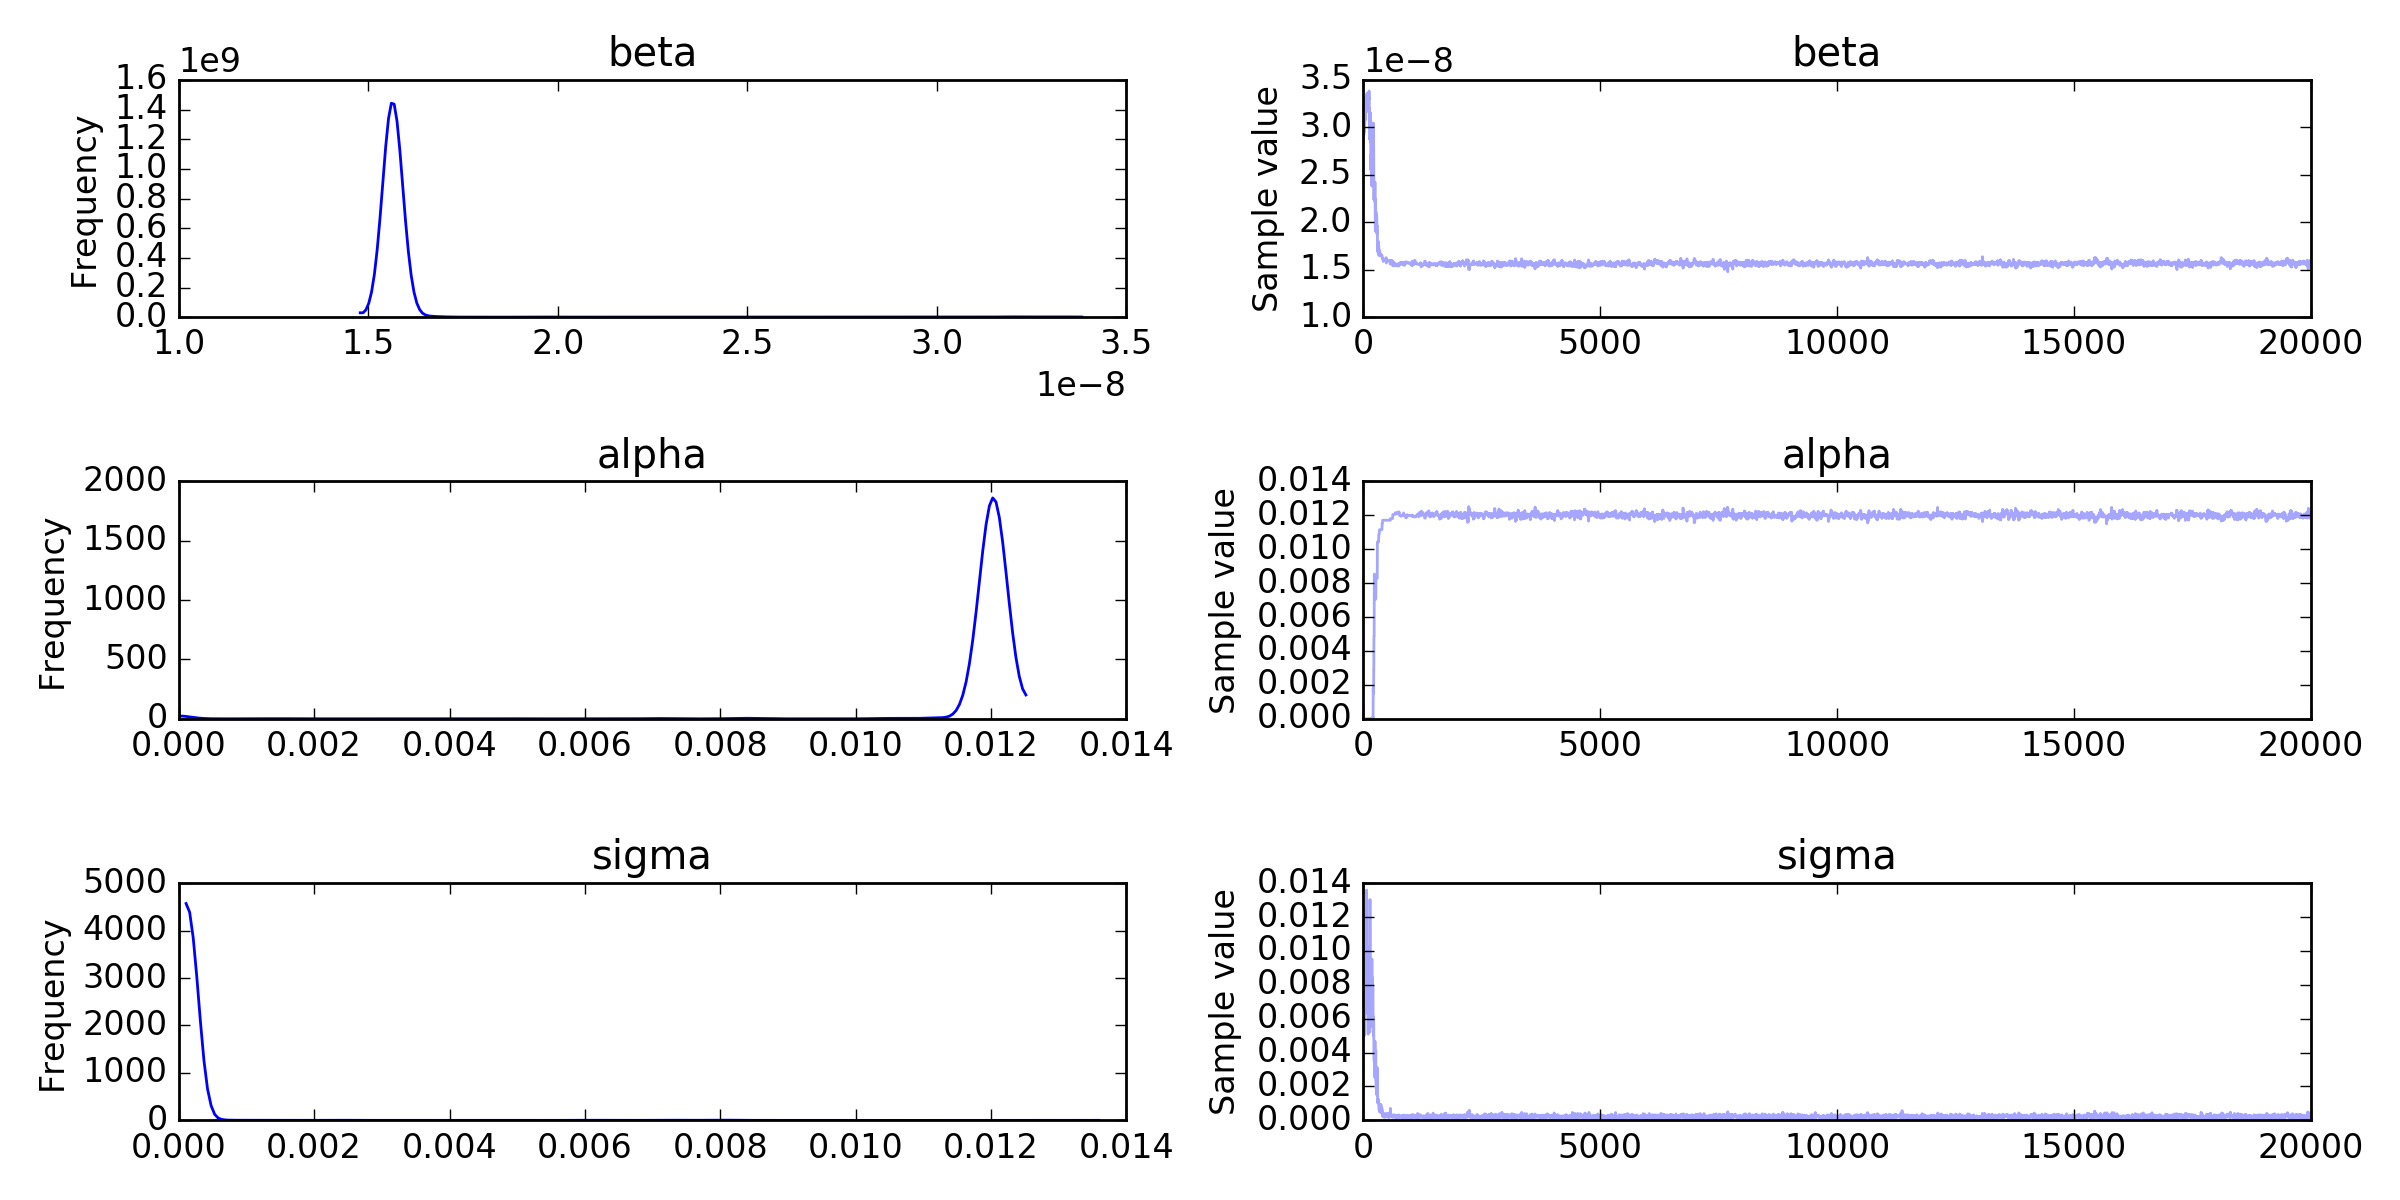 beta
1e9
1.6
1.4
1.2
1.0
0.8
0.6
0.4
0.2
0.0
Frequency
1.0 1.5 2.0 2.5 3.0 3.5
1e−8
beta
1e−8
3.5
3.0
2.5
2.0
1.5
1.0
Sample value
0 5000 10000 15000 20000
alpha
2000
1500
1000
500
0
Frequency
0.000 0.002 0.004 0.006 0.008 0.010 0.012 0.014
alpha
0.014
0.012
0.010
0.008
0.006
0.004
0.002
0.000
Sample value
0 5000 10000 15000 20000
sigma
5000
4000
3000
2000
1000
0
Frequency
0.000 0.002 0.004 0.006 0.008 0.010 0.012 0.014
sigma
0.014
0.012
0.010
0.008
0.006
0.004
0.002
0.000
Sample value
0 5000 10000 15000 20000